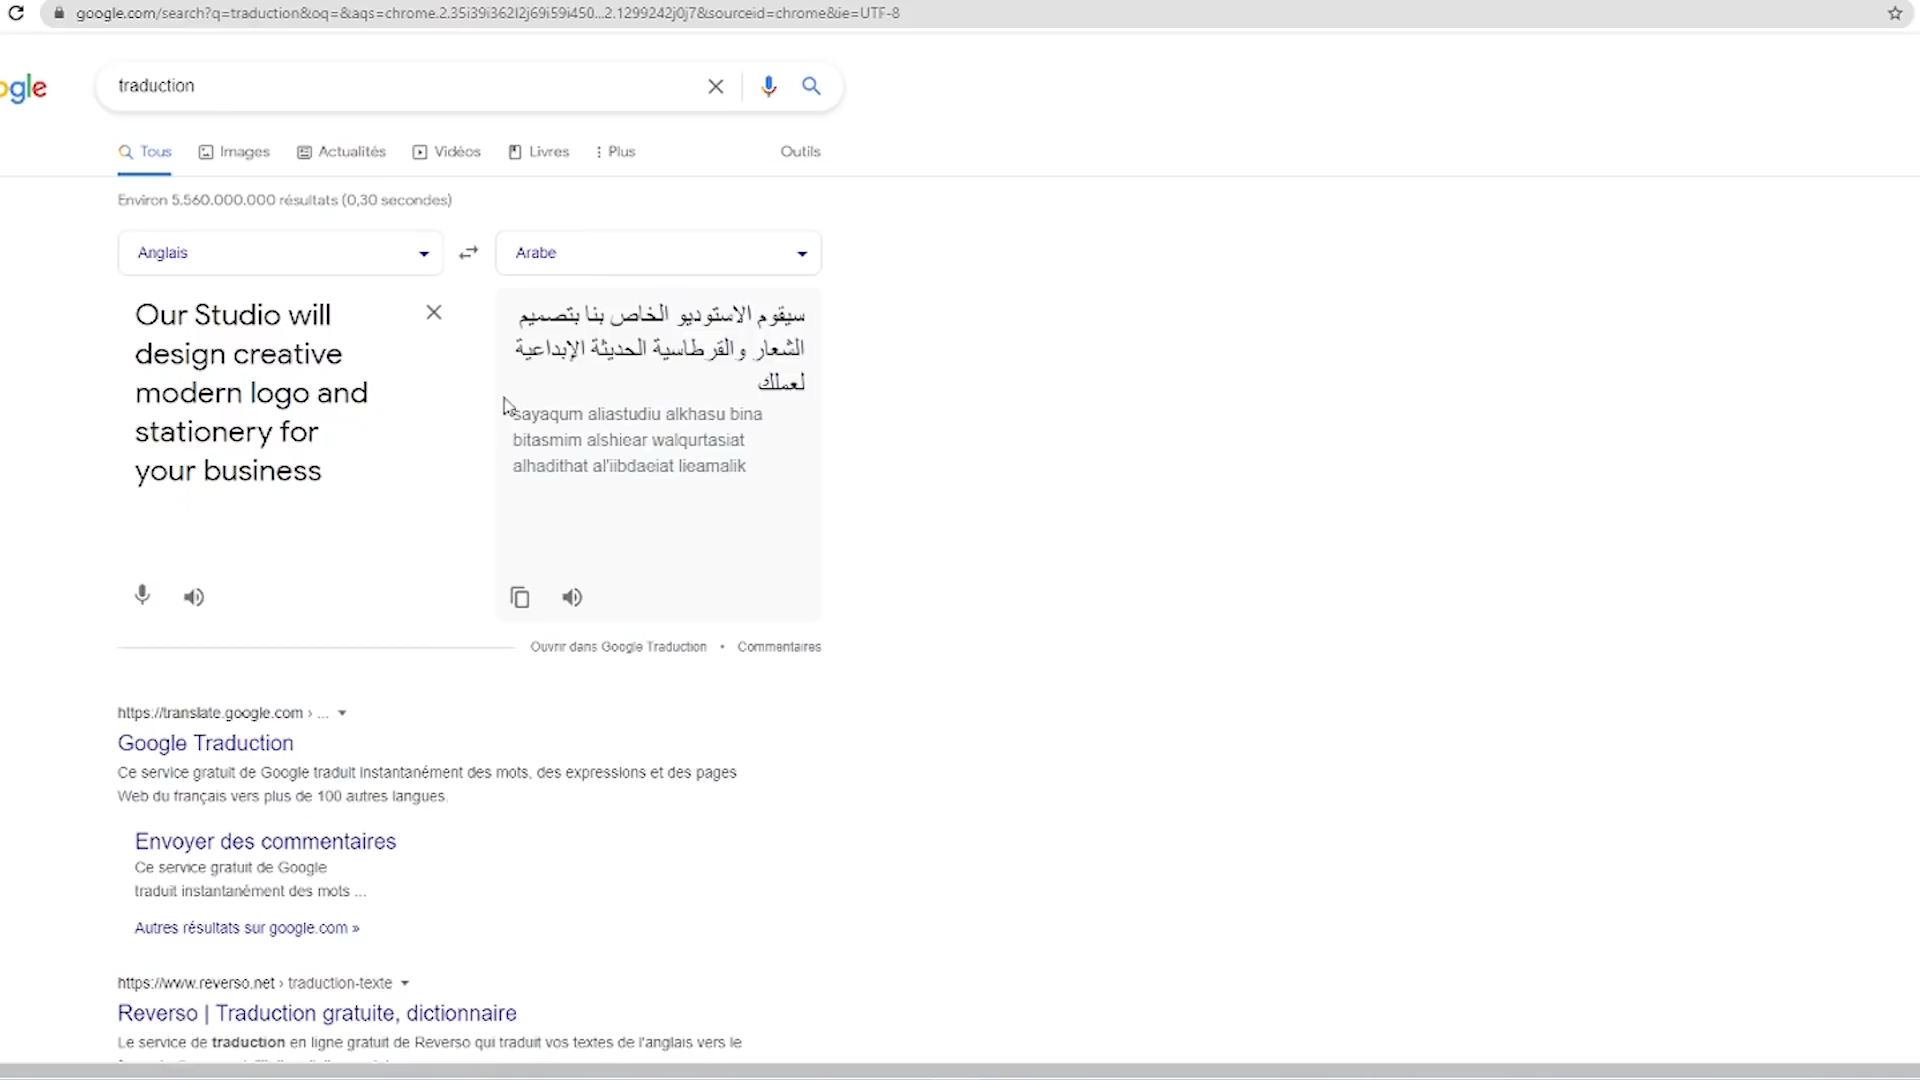 google.com/search?q=traduction&oq=&aqs=chrome.2.35i39i362l2j69i59i450...2.1299242j0j7&sourceid=chrome&ie=UTF-8
ogle
traduction
Tous Images Actualités Vidéos Livres Plus Outils
Environ 5.560.000.000 résultats (0,30 secondes)
Anglais
Arabe
Our Studio will
design creative
modern logo and
stationery for
your business
سيقوم الاستوديو الخاص بنا بتصميم
الشعار والقرطاسية الحديثة الإبداعية
لعملك
sayaqum aliastudiu alkhasu bina
bitasmim alshiear walqurtasiat
alhadithat al'iibdaeiat lieamalik
Ouvrir dans Google Traduction • Commentaires
https://translate.google.com › ...
Google Traduction
Ce service gratuit de Google traduit instantanément des mots, des expressions et des pages
Web du français vers plus de 100 autres langues.
Envoyer des commentaires
Ce service gratuit de Google
traduit instantanément des mots ...
Autres résultats sur google.com »
https://www.reverso.net › traduction-texte
Reverso | Traduction gratuite, dictionnaire
Le service de traduction en ligne gratuit de Reverso qui traduit vos textes de l'anglais vers le